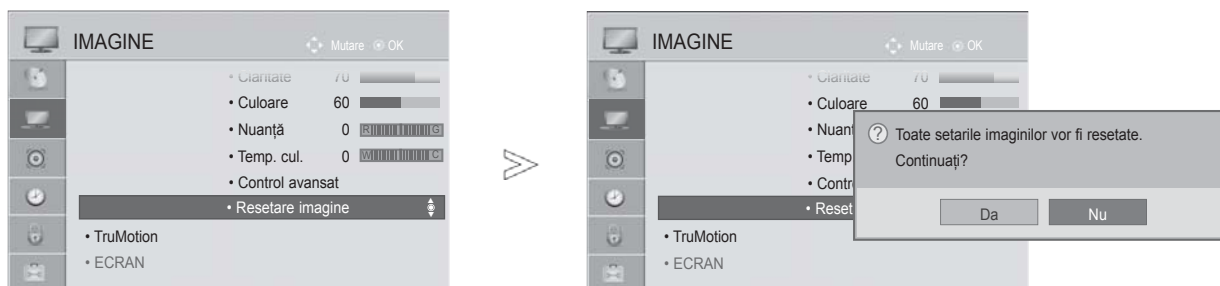 IMAGINE Mutare OK
• Claritate 70
• Culoare 60
• Nuanță 0 R G
• Temp. cul. 0 W C
• Control avansat
• Resetare imagine
• TruMotion
• ECRAN
IMAGINE Mutare OK
• Claritate 70
• Culoare 60
• Nuanț
• Temp
• Contr
• Reset
• TruMotion
• ECRAN
? Toate setarile imaginilor vor fi resetate.
Continuați?
Da Nu